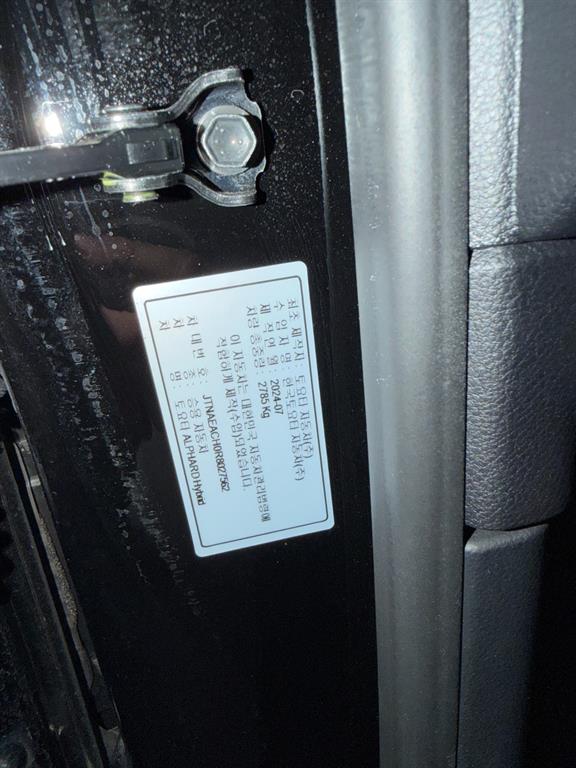 최초 제작사 : 도요타 자동차(주)
수 입 자 명 : 한국도요타 자동차(주)
제 작 연 월 : 2024-07
차량 총중량 : 2785 Kg
이 자동차는 대한민국 자동차관리법령에
적합하게 제작(수입)되었습니다.
차 대 번 호 : JTNAEACH0R8027562
차 종 : 승용 자동차
차 명 : 도요타 ALPHARD Hybrid